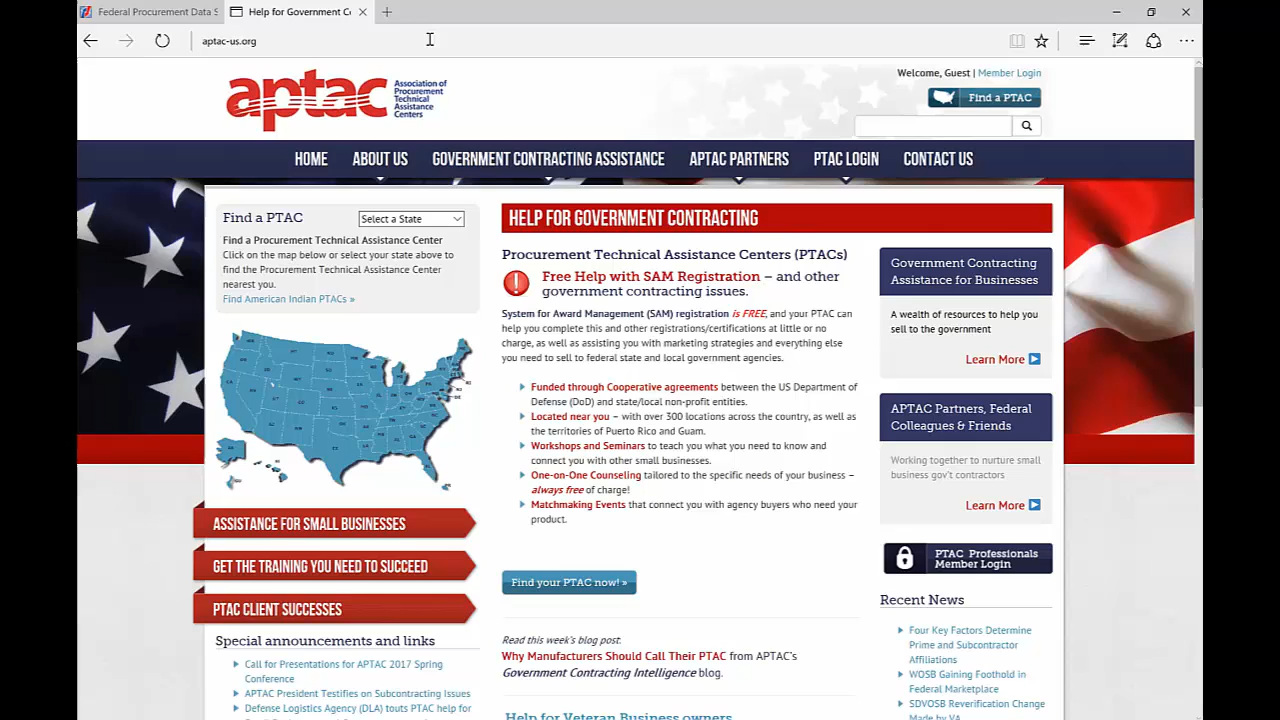 Federal Procurement Data S
Help for Government Co
aptac-us.org
aptac
Association of
Procurement
Technical
Assistance
Centers
Welcome, Guest | Member Login
Find a PTAC
HOME ABOUT US GOVERNMENT CONTRACTING ASSISTANCE APTAC PARTNERS PTAC LOGIN CONTACT US
Find a PTAC
Select a State
Find a Procurement Technical Assistance Center
Click on the map below or select your state above to
find the Procurement Technical Assistance Center
nearest you.
Find American Indian PTACs »
ASSISTANCE FOR SMALL BUSINESSES
GET THE TRAINING YOU NEED TO SUCCEED
PTAC CLIENT SUCCESSES
Special announcements and links
Call for Presentations for APTAC 2017 Spring
Conference
APTAC President Testifies on Subcontracting Issues
Defense Logistics Agency (DLA) touts PTAC help for
HELP FOR GOVERNMENT CONTRACTING
Procurement Technical Assistance Centers (PTACs)
Free Help with SAM Registration – and other
government contracting issues.
System for Award Management (SAM) registration is FREE, and your PTAC can
help you complete this and other registrations/certifications at little or no
charge, as well as assisting you with marketing strategies and everything else
you need to sell to federal state and local government agencies.
Funded through Cooperative agreements between the US Department of
Defense (DoD) and state/local non-profit entities.
Located near you – with over 300 locations across the country, as well as
the territories of Puerto Rico and Guam.
Workshops and Seminars to teach you what you need to know and
connect you with other small businesses.
One-on-One Counseling tailored to the specific needs of your business –
always free of charge!
Matchmaking Events that connect you with agency buyers who need your
product.
Find your PTAC now! »
Read this week's blog post.
Why Manufacturers Should Call Their PTAC from APTAC's
Government Contracting Intelligence blog.
Help for Veteran Business owners
Government Contracting
Assistance for Businesses
A wealth of resources to help you
sell to the government
Learn More
APTAC Partners, Federal
Colleagues & Friends
Working together to nurture small
business gov't contractors
Learn More
PTAC Professionals
Member Login
Recent News
Four Key Factors Determine
Prime and Subcontractor
Affiliations
WOSB Gaining Foothold in
Federal Marketplace
SDVOSB Reverification Change
Made by VA